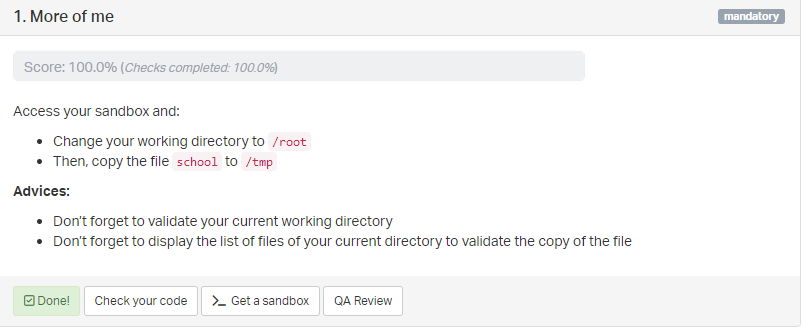 1. More of me
mandatory
Score: 100.0% (Checks completed: 100.0%)
Access your sandbox and:
Change your working directory to /root
Then, copy the file school to /tmp
Advices:
Don't forget to validate your current working directory
Don't forget to display the list of files of your current directory to validate the copy of the file
Done! Check your code >_ Get a sandbox QA Review